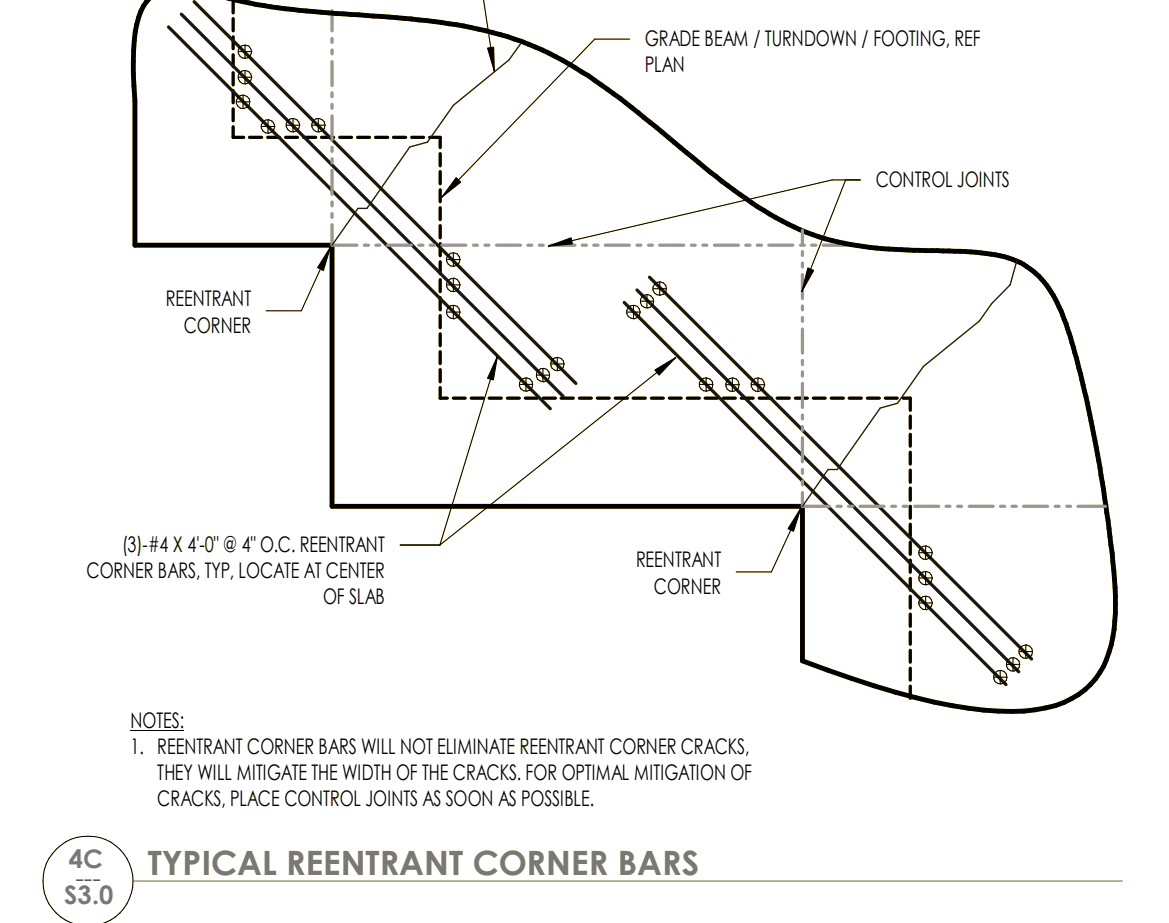 GRADE BEAM / TURNDOWN / FOOTING, REF
PLAN
CONTROL JOINTS
REENTRANT
CORNER
(3)-#4 X 4'-0" @ 4" O.C. REENTRANT
CORNER BARS, TYP, LOCATE AT CENTER
OF SLAB
REENTRANT
CORNER
NOTES:
1. REENTRANT CORNER BARS WILL NOT ELIMINATE REENTRANT CORNER CRACKS,
THEY WILL MITIGATE THE WIDTH OF THE CRACKS. FOR OPTIMAL MITIGATION OF
CRACKS, PLACE CONTROL JOINTS AS SOON AS POSSIBLE.
4C
---
S3.0
TYPICAL REENTRANT CORNER BARS